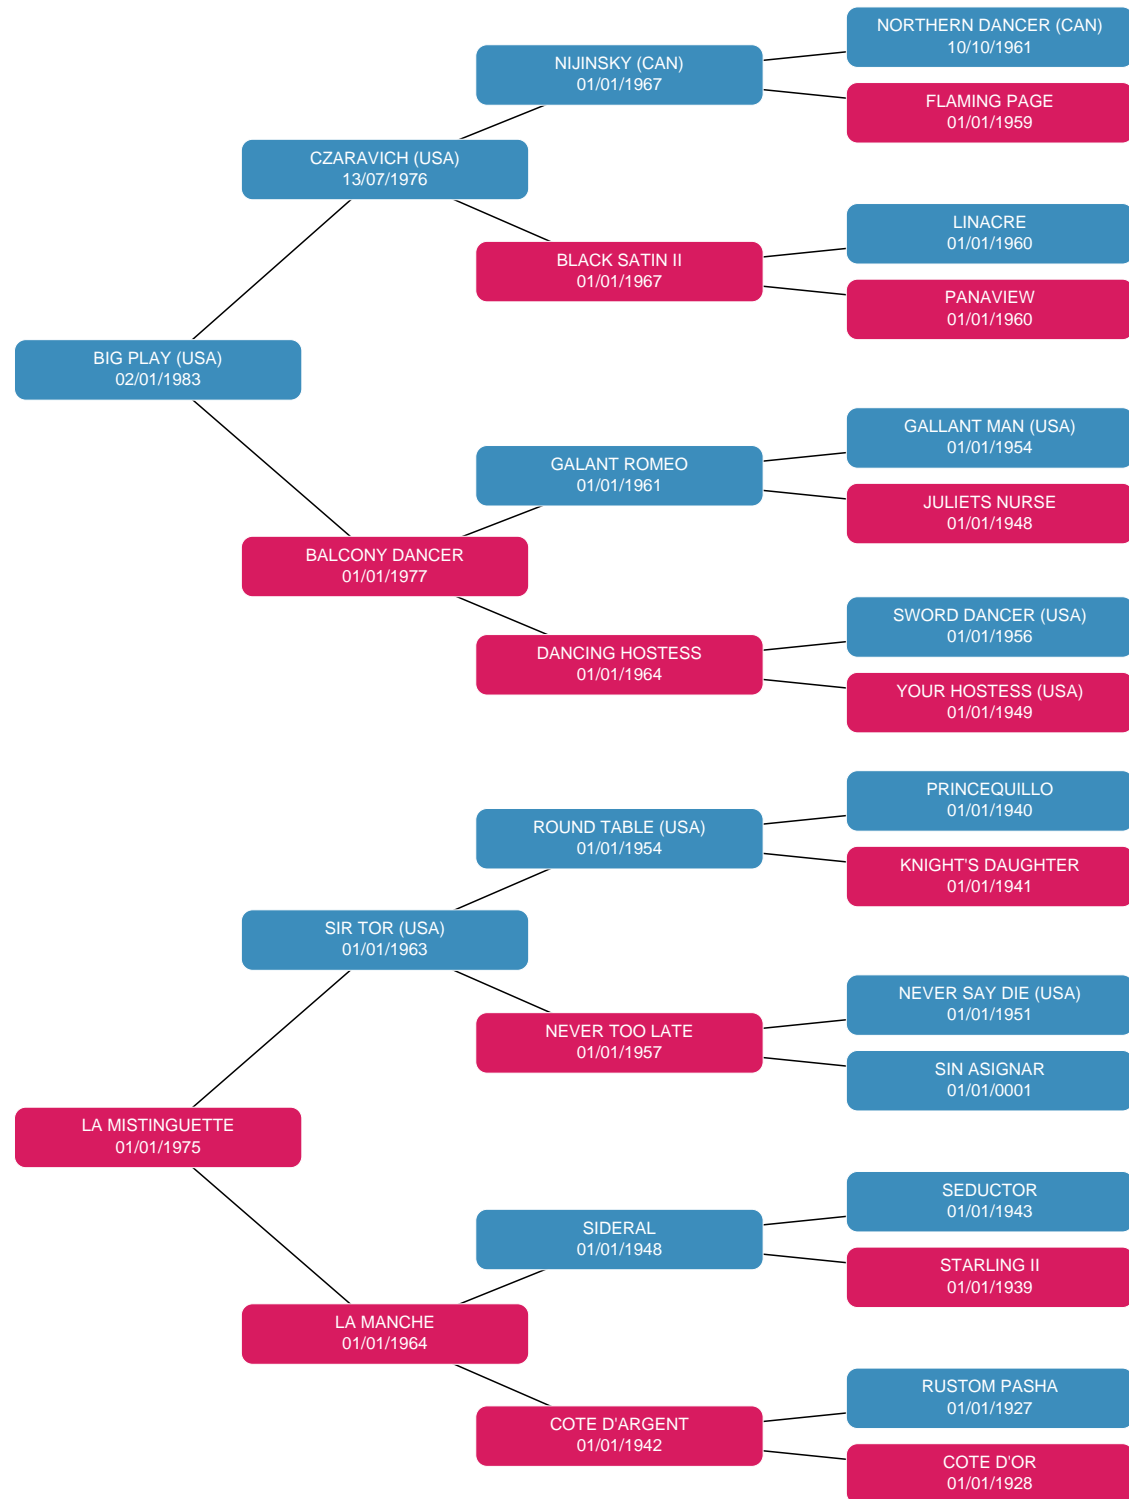 NORTHERN DANCER (CAN)
10/10/1961
NIJINSKY (CAN)
01/01/1967
FLAMING PAGE
01/01/1959
CZARAVICH (USA)
13/07/1976
LINACRE
01/01/1960
BLACK SATIN II
01/01/1967
PANAVIEW
01/01/1960
BIG PLAY (USA)
02/01/1983
GALLANT MAN (USA)
01/01/1954
GALANT ROMEO
01/01/1961
JULIETS NURSE
01/01/1948
BALCONY DANCER
01/01/1977
SWORD DANCER (USA)
01/01/1956
DANCING HOSTESS
01/01/1964
YOUR HOSTESS (USA)
01/01/1949
PRINCEQUILLO
01/01/1940
ROUND TABLE (USA)
01/01/1954
KNIGHT'S DAUGHTER
01/01/1941
SIR TOR (USA)
01/01/1963
NEVER SAY DIE (USA)
01/01/1951
NEVER TOO LATE
01/01/1957
SIN ASIGNAR
01/01/0001
LA MISTINGUETTE
01/01/1975
SEDUCTOR
01/01/1943
SIDERAL
01/01/1948
STARLING II
01/01/1939
LA MANCHE
01/01/1964
RUSTOM PASHA
01/01/1927
COTE D'ARGENT
01/01/1942
COTE D'OR
01/01/1928